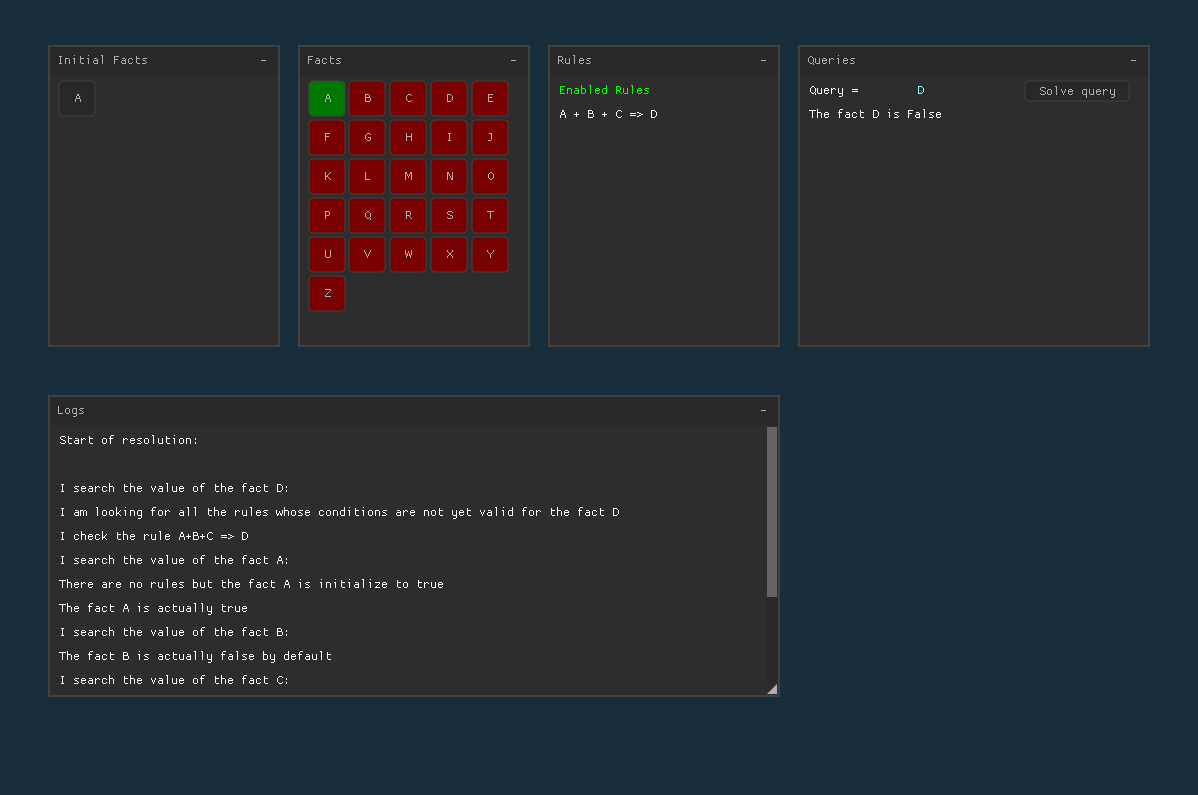 Initial Facts -
A
Facts -
A B C D E
F G H I J
K L M N O
P Q R S T
U V W X Y
Z
Rules -
Enabled Rules
A + B + C => D
Queries -
Query = D Solve query
The fact D is False
Logs -
Start of resolution:
I search the value of the fact D:
I am looking for all the rules whose conditions are not yet valid for the fact D
I check the rule A+B+C => D
I search the value of the fact A:
There are no rules but the fact A is initialize to true
The fact A is actually true
I search the value of the fact B:
The fact B is actually false by default
I search the value of the fact C: